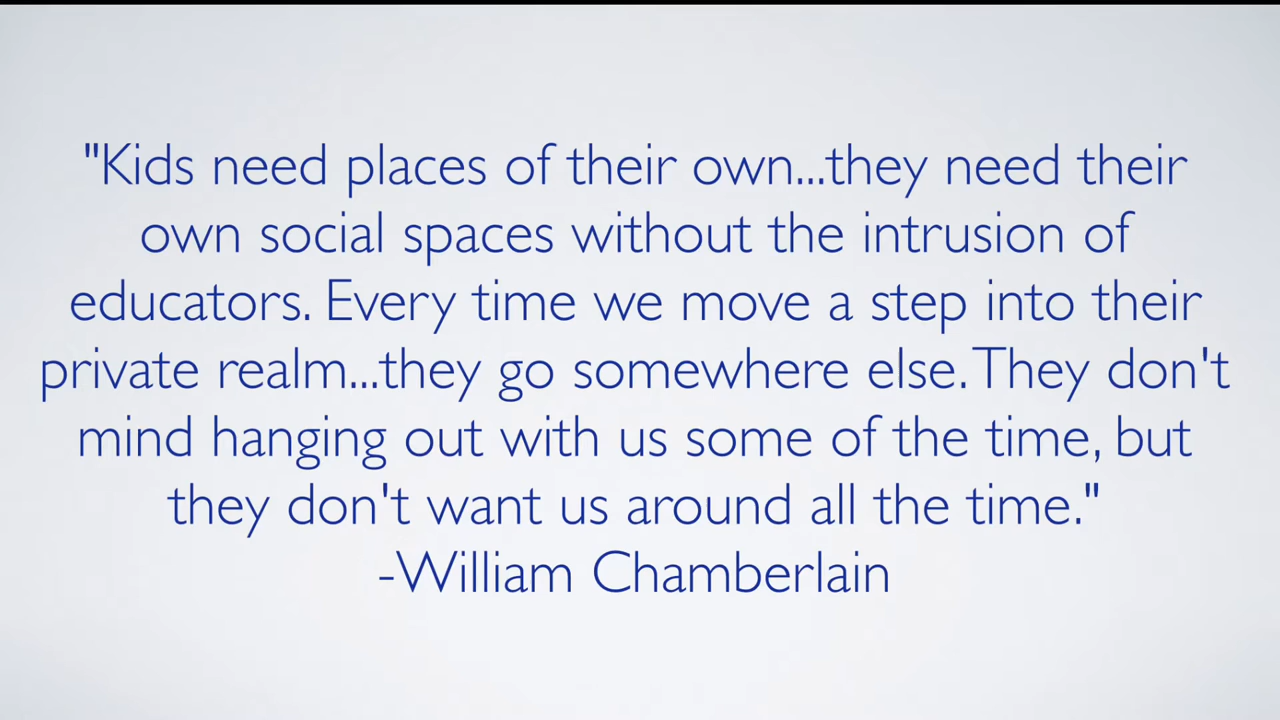 "Kids need places of their own...they need their
own social spaces without the intrusion of
educators. Every time we move a step into their
private realm...they go somewhere else. They don't
mind hanging out with us some of the time, but
they don't want us around all the time."
-William Chamberlain